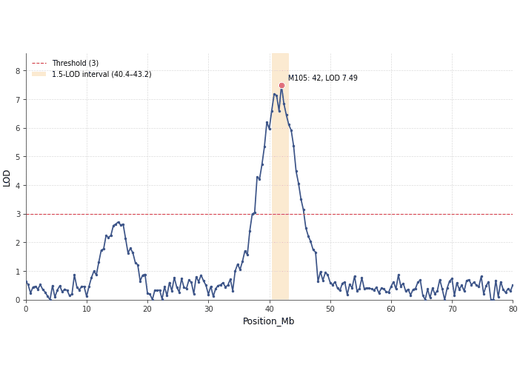 Threshold (3)
1.5-LOD interval (40.4–43.2)
M105: 42, LOD 7.49
LOD
8
7
6
5
4
3
2
1
0
0 10 20 30 40 50 60 70 80
Position_Mb